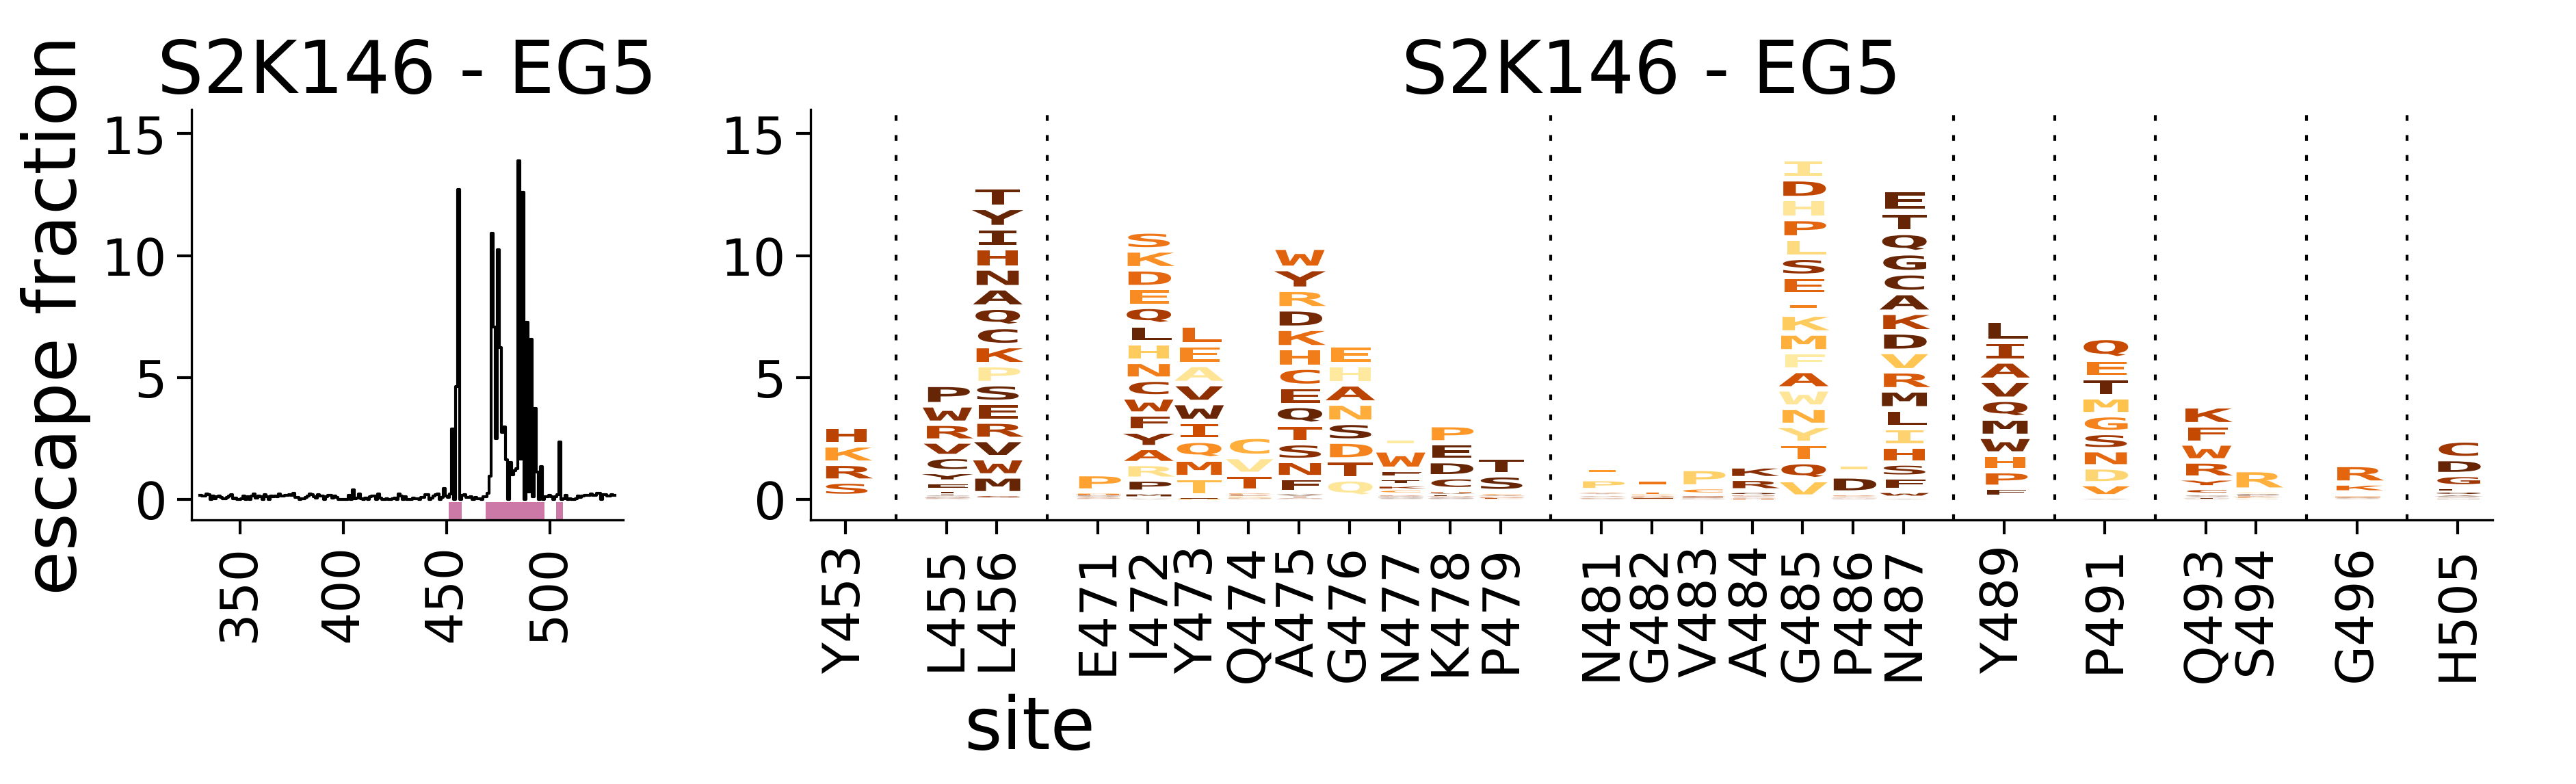 S2K146 - EG5
S2K146 - EG5
escape fraction
15
10
5
0
350
400
450
500
15
10
5
0
Y453
L455
L456
E471
I472
Y473
Q474
A475
G476
N477
K478
P479
N481
G482
V483
A484
G485
P486
N487
Y489
P491
Q493
S494
G496
H505
site
H
K
R
S
P
W
R
V
C
Y
T
Y
I
H
N
A
Q
C
K
P
S
E
R
V
W
M
P
S
K
D
E
Q
L
H
N
C
W
F
Y
A
R
P
L
E
A
V
W
I
Q
M
T
C
V
T
W
Y
R
D
K
H
C
E
Q
T
S
N
F
E
H
A
N
S
D
T
Q
I
W
P
E
D
C
T
S
P
P
K
R
I
D
H
P
L
S
E
K
M
F
A
W
N
Y
T
Q
V
D
E
T
Q
G
C
A
K
D
V
R
M
L
I
H
S
F
L
I
A
V
Q
M
W
H
P
F
Q
E
T
M
G
S
N
D
V
K
F
W
R
R
R
K
C
D
G